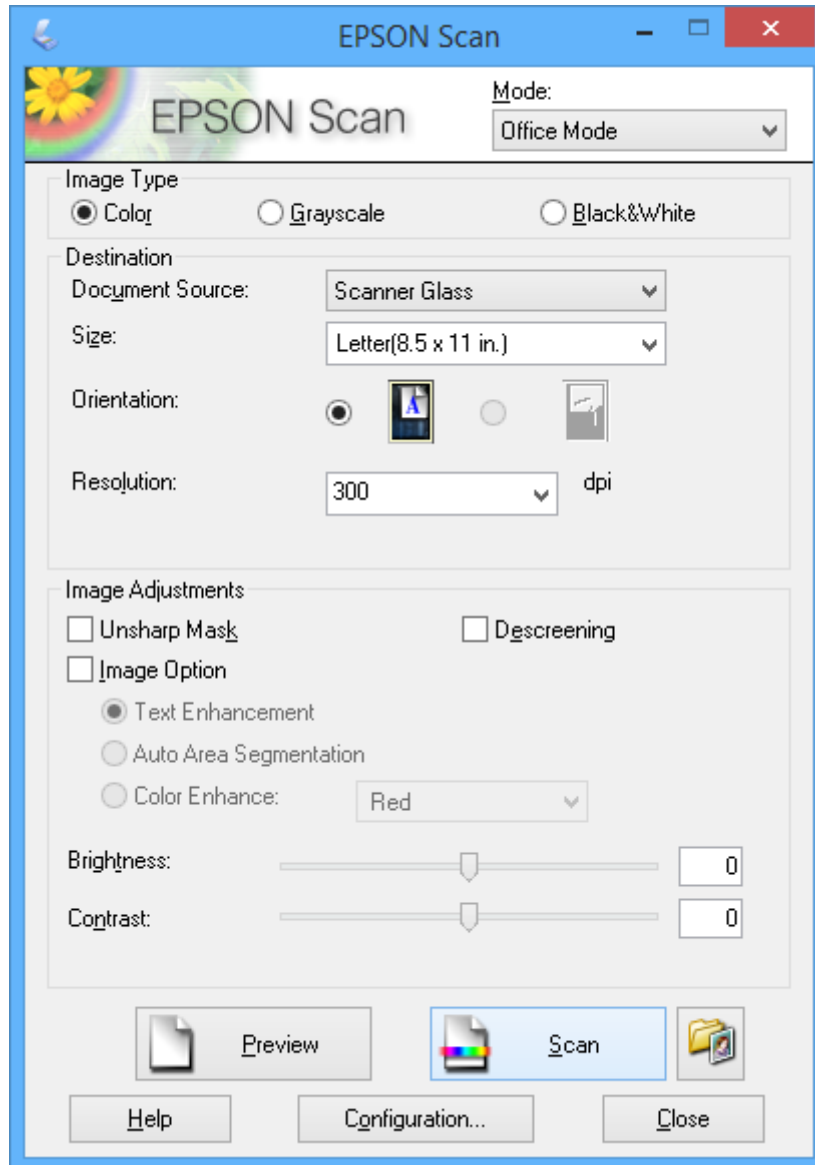 EPSON Scan
EPSON Scan
Mode:
Office Mode
Image Type
Color Grayscale Black&White
Destination
Document Source: Scanner Glass
Size: Letter(8.5 x 11 in.)
Orientation: A
Resolution: 300 dpi
Image Adjustments
Unsharp Mask Descreening
Image Option
Text Enhancement
Auto Area Segmentation
Color Enhance: Red
Brightness: 0
Contrast: 0
Preview Scan
Help Configuration... Close